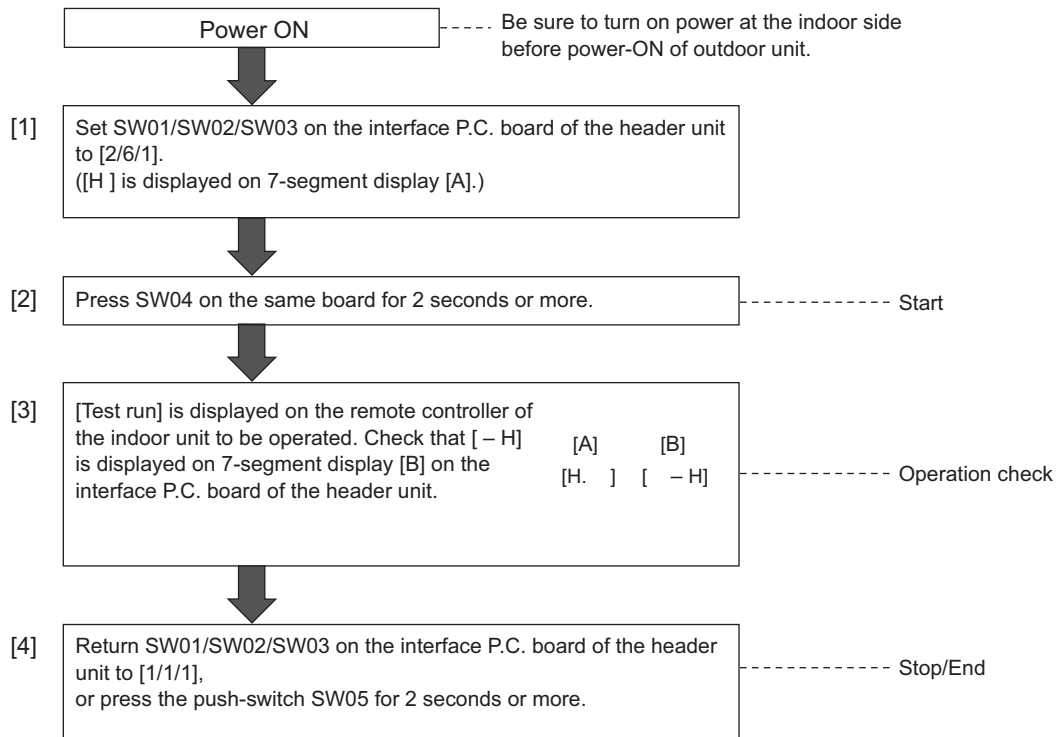 Power ON
Be sure to turn on power at the indoor side
before power-ON of outdoor unit.
[1]
Set SW01/SW02/SW03 on the interface P.C. board of the header unit
to [2/6/1].
([H ] is displayed on 7-segment display [A].)
[2]
Press SW04 on the same board for 2 seconds or more.
Start
[3]
[Test run] is displayed on the remote controller of
the indoor unit to be operated. Check that [ – H]
is displayed on 7-segment display [B] on the
interface P.C. board of the header unit.
[A] [B]
[H. ] [ – H]
Operation check
[4]
Return SW01/SW02/SW03 on the interface P.C. board of the header
unit to [1/1/1],
or press the push-switch SW05 for 2 seconds or more.
Stop/End